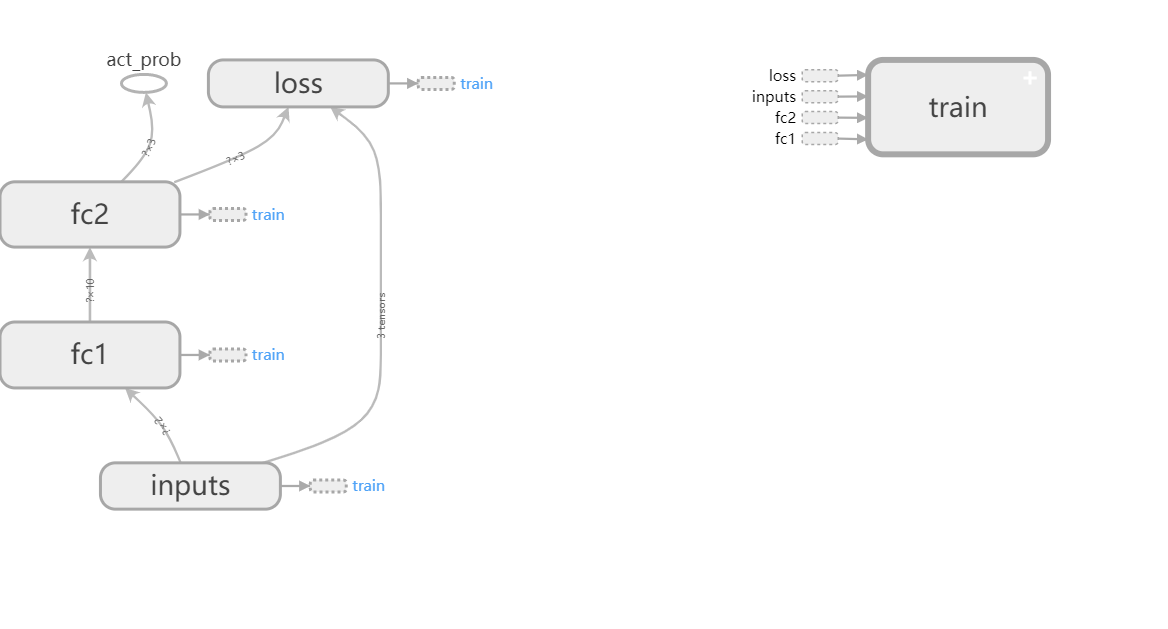 act_prob
loss
train
?×3
?×3
fc2
train
?×10
3 tensors
fc1
train
?×2
inputs
train
loss
inputs
fc2
fc1
train
+